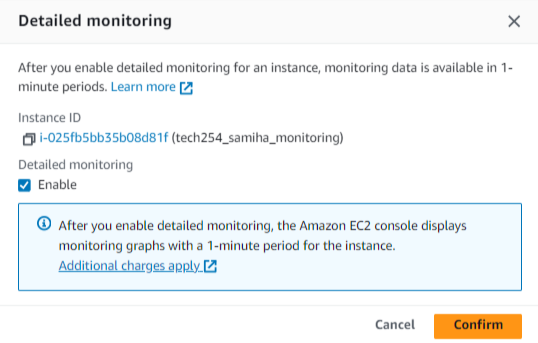 Detailed monitoring
After you enable detailed monitoring for an instance, monitoring data is available in 1-
minute periods. Learn more
Instance ID
i-025fb5bb35b08d81f (tech254_samiha_monitoring)
Detailed monitoring
Enable
After you enable detailed monitoring, the Amazon EC2 console displays
monitoring graphs with a 1-minute period for the instance.
Additional charges apply
Cancel Confirm